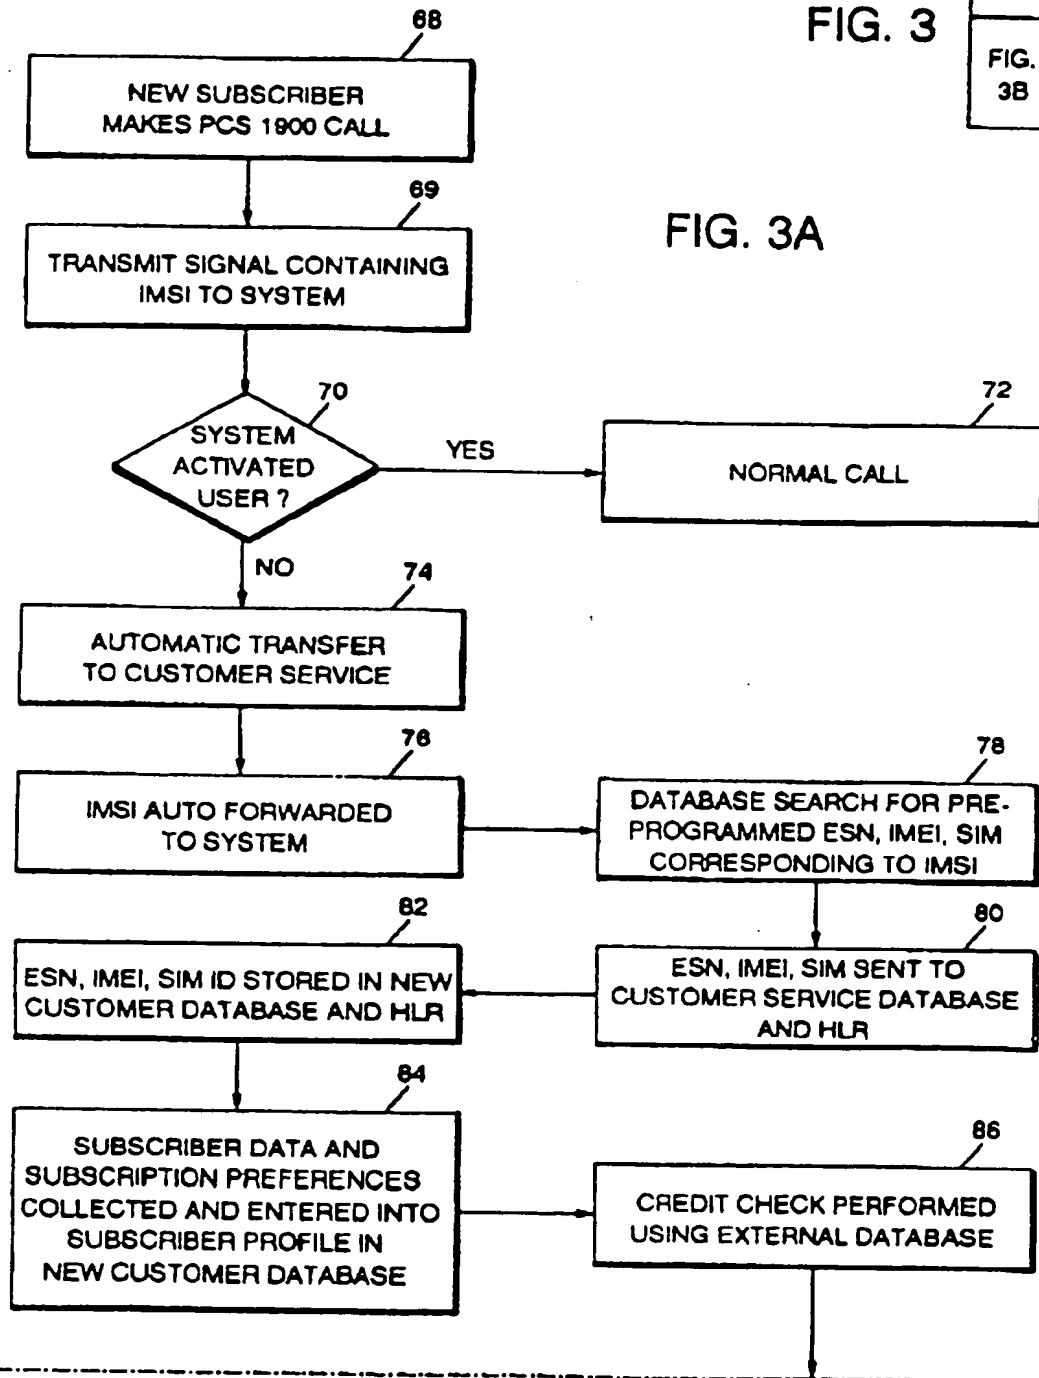 68
FIG. 3
FIG.
3B
NEW SUBSCRIBER
MAKES PCS 1900 CALL
69
FIG. 3A
TRANSMIT SIGNAL CONTAINING
IMSI TO SYSTEM
70
SYSTEM
ACTIVATED
USER ?
YES
72
NORMAL CALL
NO
74
AUTOMATIC TRANSFER
TO CUSTOMER SERVICE
76
IMSI AUTO FORWARDED
TO SYSTEM
78
DATABASE SEARCH FOR PRE-
PROGRAMMED ESN, IMEI, SIM
CORRESPONDING TO IMSI
82
ESN, IMEI, SIM ID STORED IN NEW
CUSTOMER DATABASE AND HLR
80
ESN, IMEI, SIM SENT TO
CUSTOMER SERVICE DATABASE
AND HLR
84
SUBSCRIBER DATA AND
SUBSCRIPTION PREFERENCES
COLLECTED AND ENTERED INTO
SUBSCRIBER PROFILE IN
NEW CUSTOMER DATABASE
86
CREDIT CHECK PERFORMED
USING EXTERNAL DATABASE